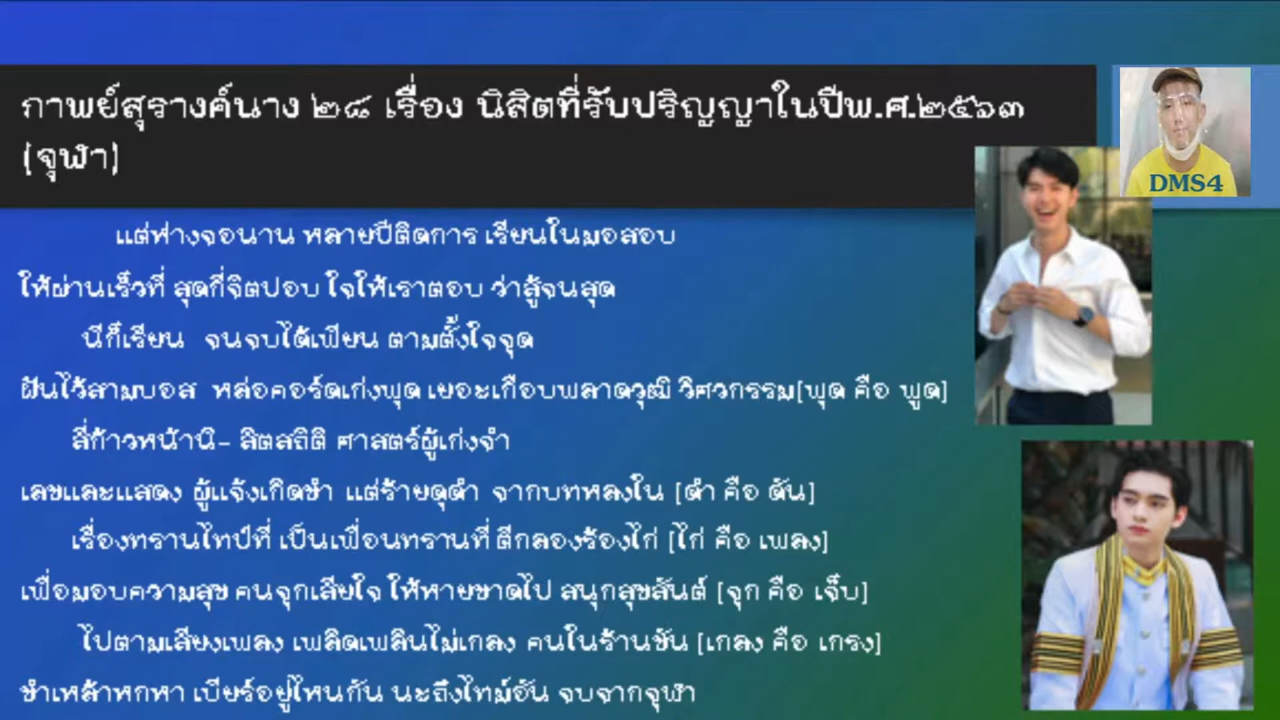 กาพย์สุรางค์นาง ๒๘ เรื่อง นิสิตที่รับปริญญาในปีพ.ศ.๒๕๖๓
(จุฬา)
DMS4
แต่ห่างจอนาน หลายปีติดการ เรียนในมอสอบ
ให้ผ่านเร็วที่ สุดกี่จิตปอบ ใจให้เราตอบ ว่าสู้จนสุด
นีกี้เรียน จนจบได้เพียน ตามตั้งใจจุด
ฝันไว้สามบอส หล่อคอร์ดเก่งพุด เยอะเกือบพลาดวุฒิ วิศวกรรม[พุด คือ พูด]
สี่ก้าวหน้านิ- สิตสถิติ ศาสตร์ผู้เก่งจำ
เลขและแสดง ผู้แจ้งเกิดซ้ำ แต่ร้ายดุดำ จากบทหลงใน [ดำ คือ ดัน]
เรื่องทรานไทป์ที่ เป็นเพื่อนทรานที่ ตีกลองร้องไก่ [ไก่ คือ เพลง]
เพื่อมอบความสุข คนจุกเสียใจ ให้หายขาดไป สนุกสุขสันต์ [จุก คือ เจ็บ]
ไปตามเสียงเพลง เพลิดเพลินไม่เกลง คนในร้านชัน [เกลง คือ เกรง]
ซ้ำเหล้าหกหา เบียร์อยู่ไหนกัน นะถึงไทม์อัน จบจากจุฬา